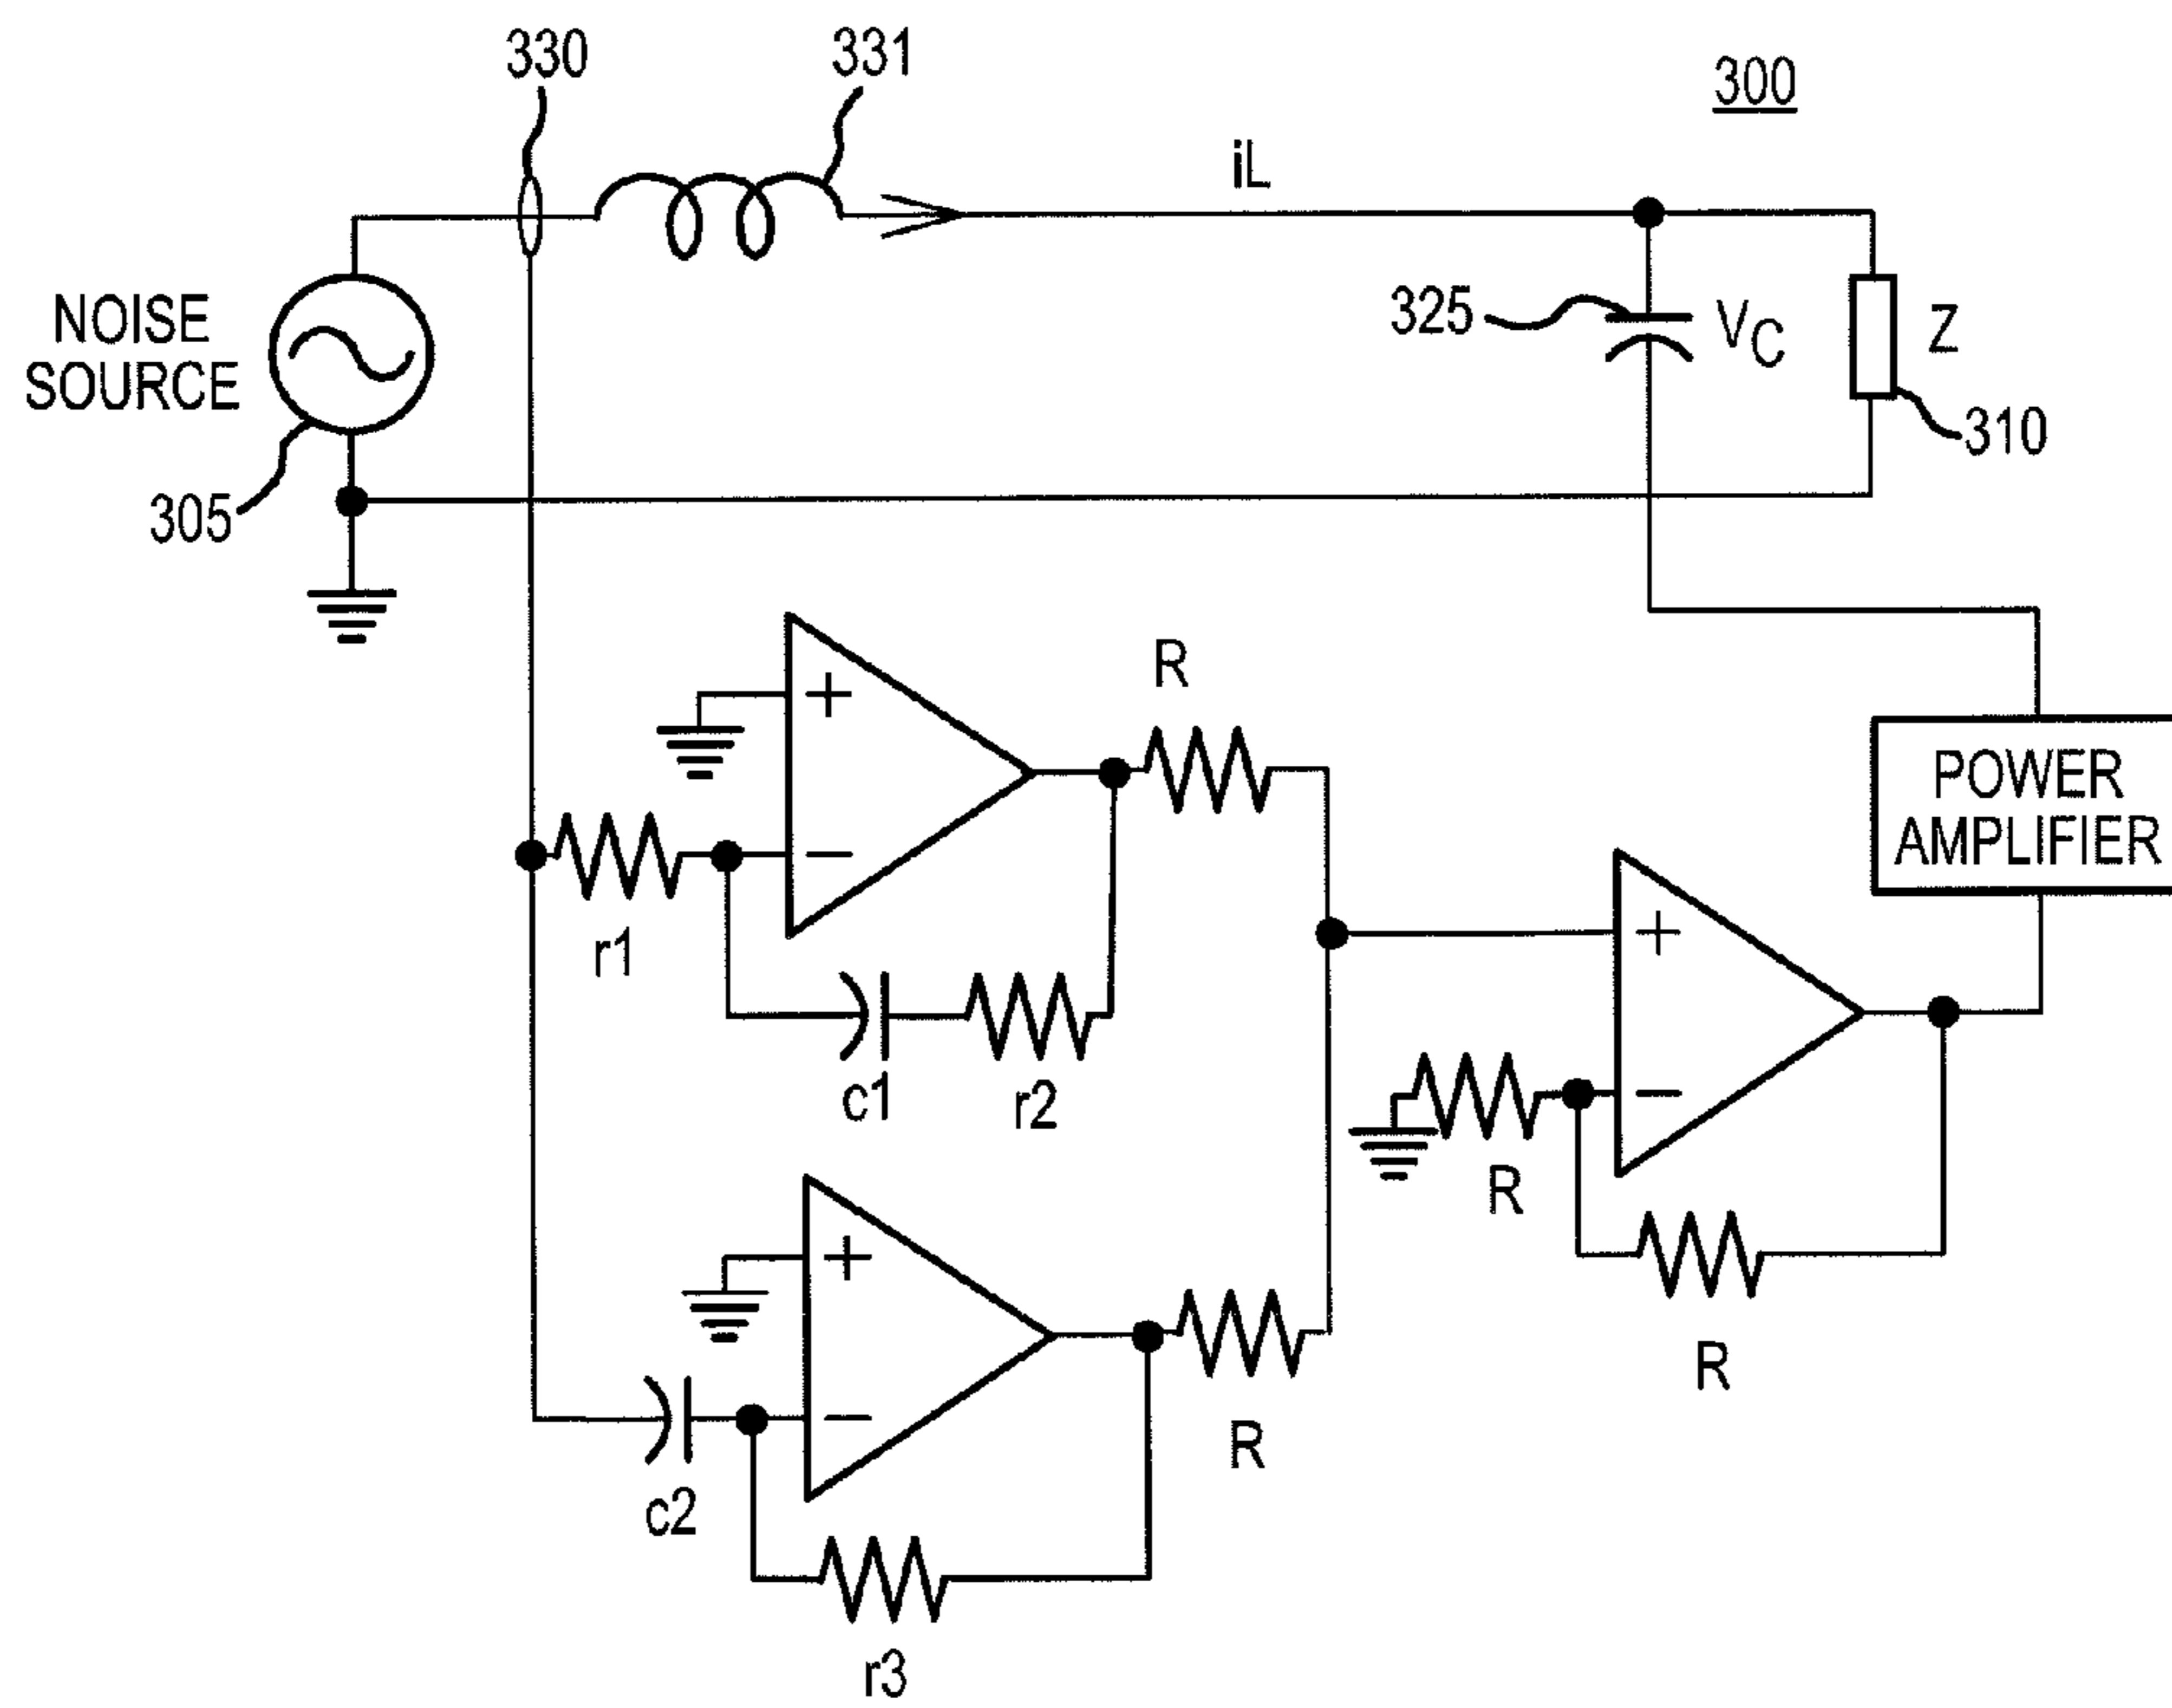 330
331
300
iL
NOISE
SOURCE
305
325
VC
Z
310
+
−
r1
R
c1
r2
POWER
AMPLIFIER
+
−
R
R
+
−
c2
R
r3